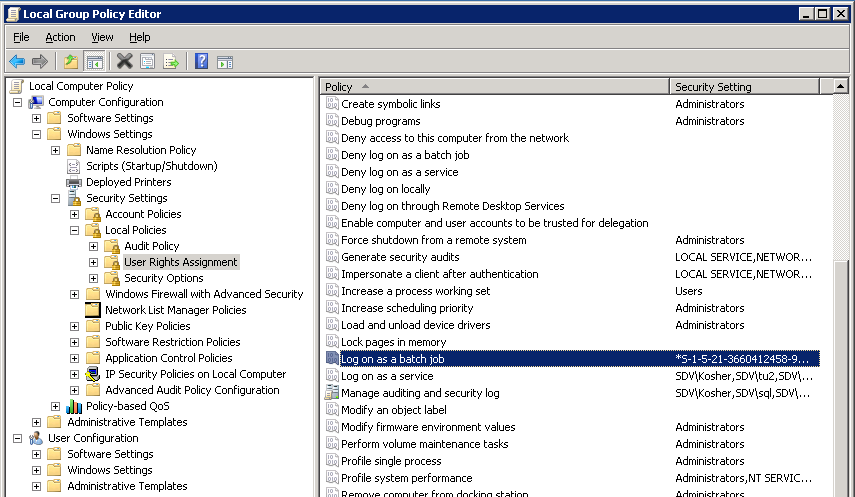 Local Group Policy Editor
File Action View Help
Local Computer Policy
Computer Configuration
Software Settings
Windows Settings
Name Resolution Policy
Scripts (Startup/Shutdown)
Deployed Printers
Security Settings
Account Policies
Local Policies
Audit Policy
User Rights Assignment
Security Options
Windows Firewall with Advanced Security
Network List Manager Policies
Public Key Policies
Software Restriction Policies
Application Control Policies
IP Security Policies on Local Computer
Advanced Audit Policy Configuration
Policy-based QoS
Administrative Templates
User Configuration
Software Settings
Windows Settings
Administrative Templates
Policy Security Setting
Create symbolic links Administrators
Debug programs Administrators
Deny access to this computer from the network
Deny log on as a batch job
Deny log on as a service
Deny log on locally
Deny log on through Remote Desktop Services
Enable computer and user accounts to be trusted for delegation
Force shutdown from a remote system Administrators
Generate security audits LOCAL SERVICE,NETWOR...
Impersonate a client after authentication LOCAL SERVICE,NETWOR...
Increase a process working set Users
Increase scheduling priority Administrators
Load and unload device drivers Administrators
Lock pages in memory
Log on as a batch job *S-1-5-21-3660412458-9...
Log on as a service SDV\Kosher,SDV\tu2,SDV\...
Manage auditing and security log SDV\Kosher,SDV\sql,SDV\...
Modify an object label
Modify firmware environment values Administrators
Perform volume maintenance tasks Administrators
Profile single process Administrators
Profile system performance Administrators,NT SERVIC...
Remove computer from docking station Administrators